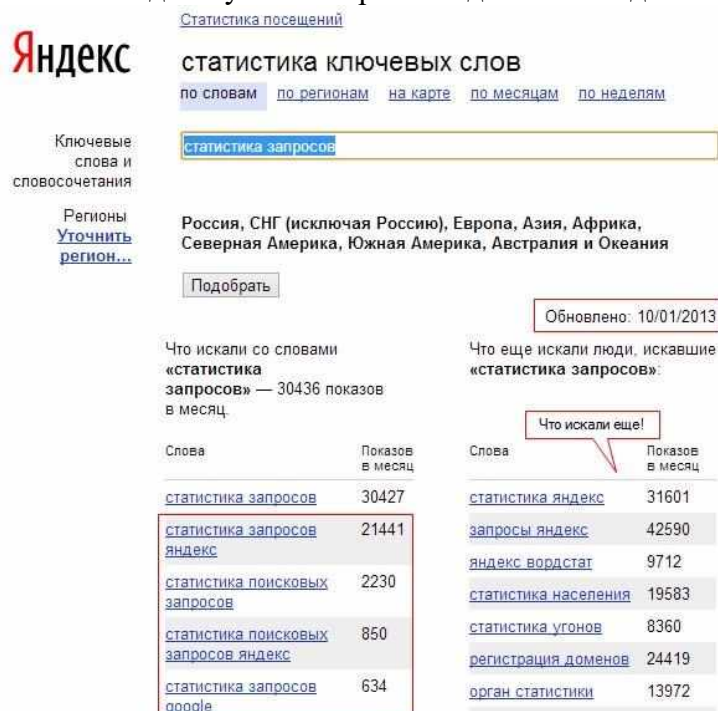 Статистика посещений
Яндекс
статистика ключевых слов
по словам по регионам на карте по месяцам по неделям
Ключевые
слова и
словосочетания
статистика запросов
Регионы
Уточнить
регион...
Россия, СНГ (исключая Россию), Европа, Азия, Африка,
Северная Америка, Южная Америка, Австралия и Океания
Подобрать
Обновлено: 10/01/2013
Что искали со словами
«статистика
запросов» — 30436 показов
в месяц.
Слова Показов
в месяц
статистика запросов 30427
статистика запросов 21441
яндекс
статистика поисковых 2230
запросов
статистика поисковых 850
запросов яндекс
статистика запросов 634
google
Что еще искали люди, искавшие
«статистика запросов»:
Что искали еще!
Слова Показов
в месяц
статистика яндекс 31601
запросы яндекс 42590
яндекс вордстат 9712
статистика населения 19583
статистика угонов 8360
регистрация доменов 24419
орган статистики 13972